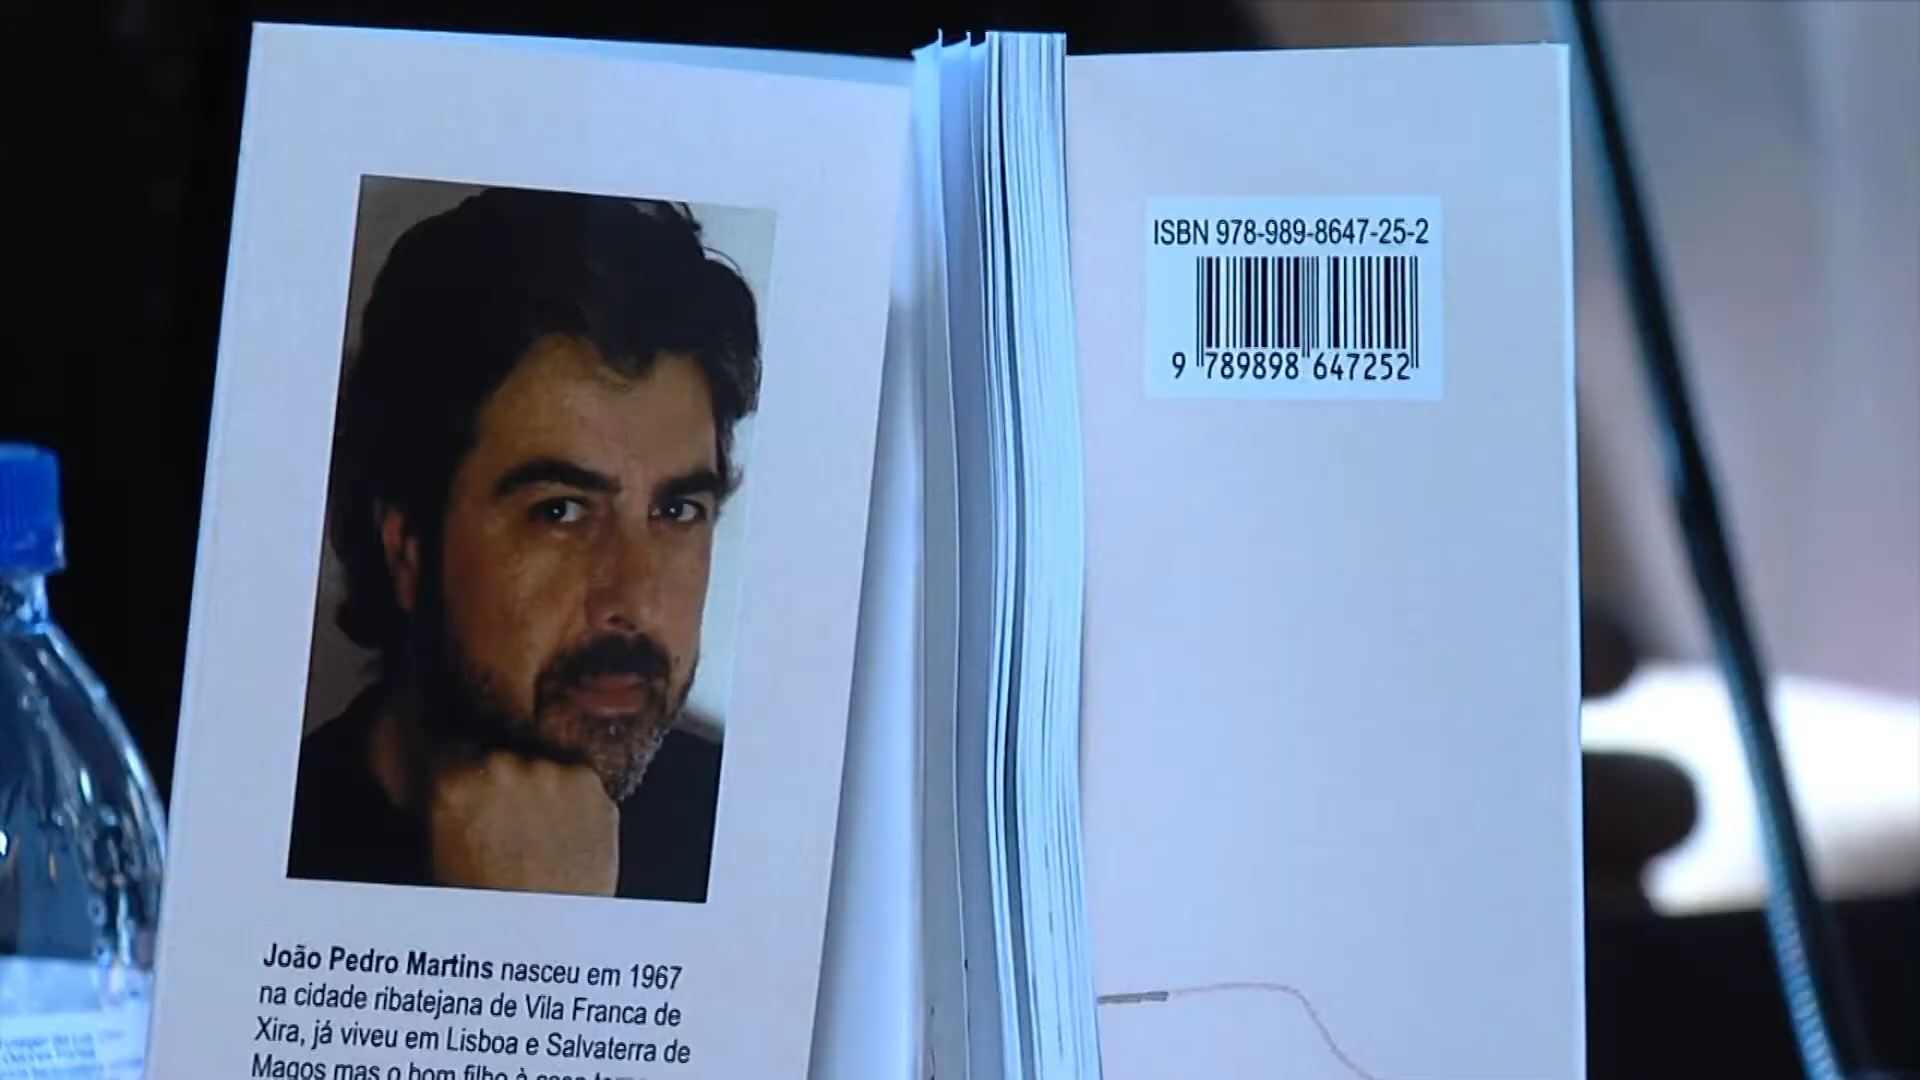 João Pedro Martins nasceu em 1967
na cidade ribatejana de Vila Franca de
Xira, já viveu em Lisboa e Salvaterra de
Magos mas o bom filho à casa
ISBN 978-989-8647-25-2
9 789898 647252